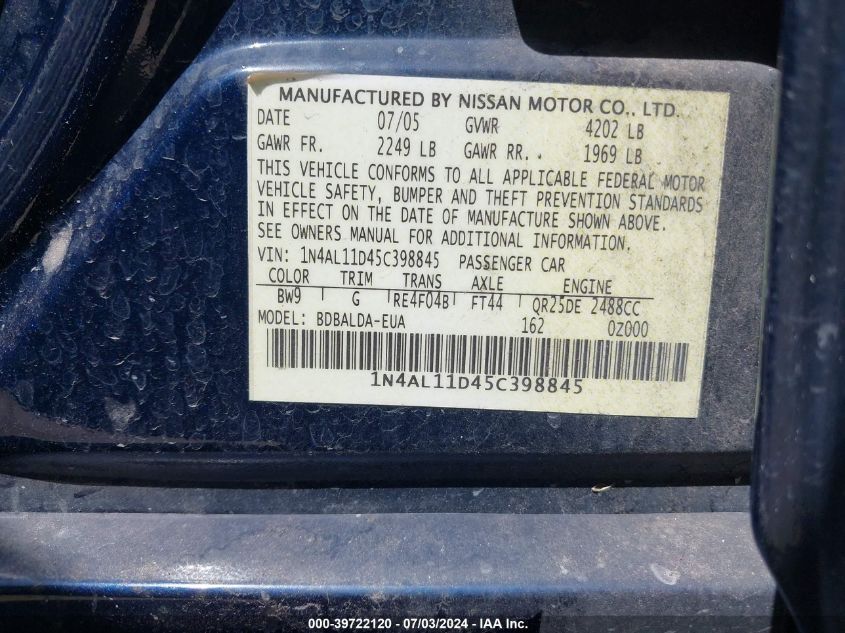 MANUFACTURED BY NISSAN MOTOR CO., LTD.
DATE 07/05 GVWR 4202 LB
GAWR FR. 2249 LB GAWR RR. 1969 LB
THIS VEHICLE CONFORMS TO ALL APPLICABLE FEDERAL MOTOR
VEHICLE SAFETY, BUMPER AND THEFT PREVENTION STANDARDS
IN EFFECT ON THE DATE OF MANUFACTURE SHOWN ABOVE.
SEE OWNERS MANUAL FOR ADDITIONAL INFORMATION.
VIN: 1N4AL11D45C398845 PASSENGER CAR
COLOR TRIM TRANS AXLE ENGINE
BW9 G RE4F04B FT44 QR25DE 2488CC
MODEL: BDBALDA-EUA 162 0Z000
1N4AL11D45C398845
000-39722120 - 07/03/2024 - IAA Inc.